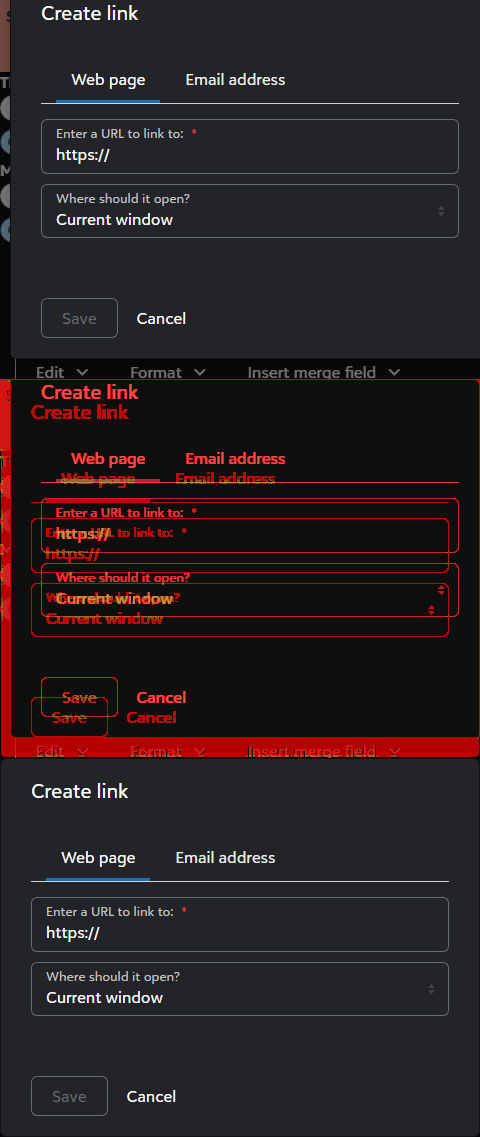 Create link
Web page Email address
Enter a URL to link to: *
https://
Where should it open?
Current window
Save Cancel
Edit Format Insert merge field
Create link
Create link
Web page Email address
Web page Email address
Enter a URL to link to: *
https://
Enter a URL to link to: *
https://
Where should it open?
Current window
Where should it open?
Current window
Save Cancel
Save Cancel
Edit Format Insert merge field
Create link
Web page Email address
Enter a URL to link to: *
https://
Where should it open?
Current window
Save Cancel